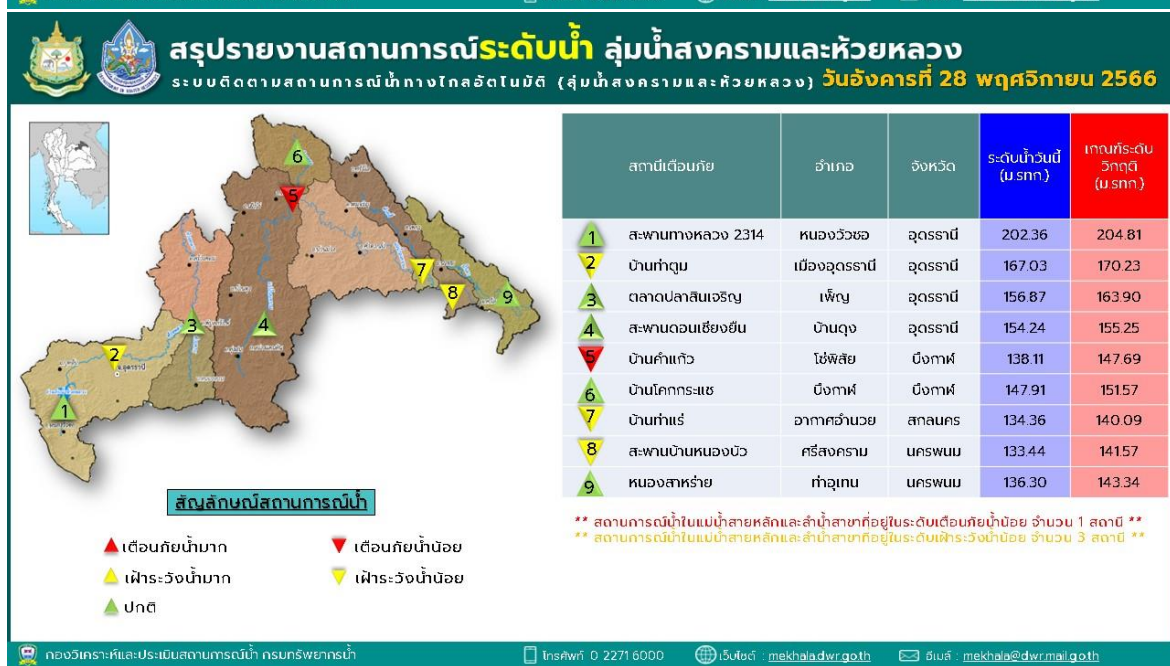 สรุปรายงานสถานการณ์ระดับน้ำ ลุ่มน้ำสงครามและห้วยหลวง
ระบบติดตามสถานการณ์น้ำทางไกลอัตโนมัติ (ลุ่มน้ำสงครามและห้วยหลวง) วันอังคารที่ 28 พฤศจิกายน 2566
สถานีเตือนภัย อำเภอ จังหวัด ระดับน้ำวันนี้ (ม.รทก.) เกณฑ์ระดับวิกฤติ (ม.รทก.)
1 สะพานทางหลวง 2314 หนองวัวซอ อุดรธานี 202.36 204.81
2 บ้านท่าตูม เมืองอุดรธานี อุดรธานี 167.03 170.23
3 ตลาดปลาสินเจริญ เพ็ญ อุดรธานี 156.87 163.90
4 สะพานดอนเชียงยืน บ้านดุง อุดรธานี 154.24 155.25
5 บ้านคำแก้ว โซ่พิสัย บึงกาฬ 138.11 147.69
6 บ้านโคกกระแซ บึงกาฬ บึงกาฬ 147.91 151.57
7 บ้านท่าแร่ อากาศอำนวย สกลนคร 134.36 140.09
8 สะพานบ้านหนองบัว ศรีสงคราม นครพนม 133.44 141.57
9 หนองสาหร่าย ท่าอุเทน นครพนม 136.30 143.34
6
5
7
8
9
3
4
2
1
สัญลักษณ์สถานการณ์น้ำ
เตือนภัยน้ำมาก เตือนภัยน้ำน้อย
เฝ้าระวังน้ำมาก เฝ้าระวังน้ำน้อย
ปกติ
** สถานการณ์น้ำในแม่น้ำสายหลักและลำน้ำสาขาที่อยู่ในระดับเตือนภัยน้ำน้อย จำนวน 1 สถานี **
** สถานการณ์น้ำในแม่น้ำสายหลักและลำน้ำสาขาที่อยู่ในระดับเฝ้าระวังน้ำน้อย จำนวน 3 สถานี **
กองวิเคราะห์และประเมินสถานการณ์น้ำ กรมทรัพยากรน้ำ โทรศัพท์ 0 2271 6000 เว็บไซต์ : mekhala.dwr.go.th อีเมล์ : mekhala@dwr.mail.go.th